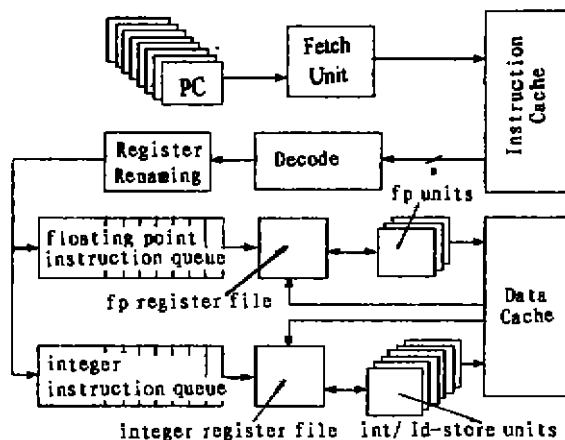 PC
Fetch
Unit
Instruction
Cache
Register
Renaming
Decode
fp units
floating point
instruction queue
fp register file
Data
Cache
integer
instruction queue
integer register file
int/ ld-store units